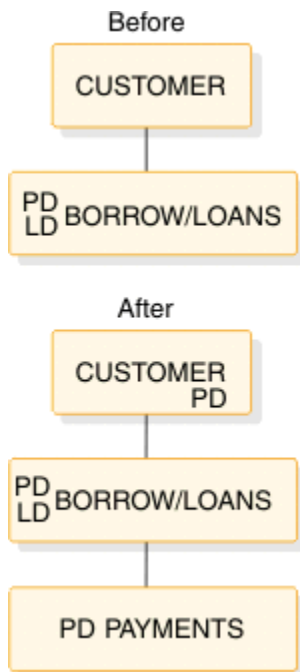 Before
CUSTOMER
PD
LD BORROW/LOANS
After
CUSTOMER
PD
PD
LD BORROW/LOANS
PD PAYMENTS